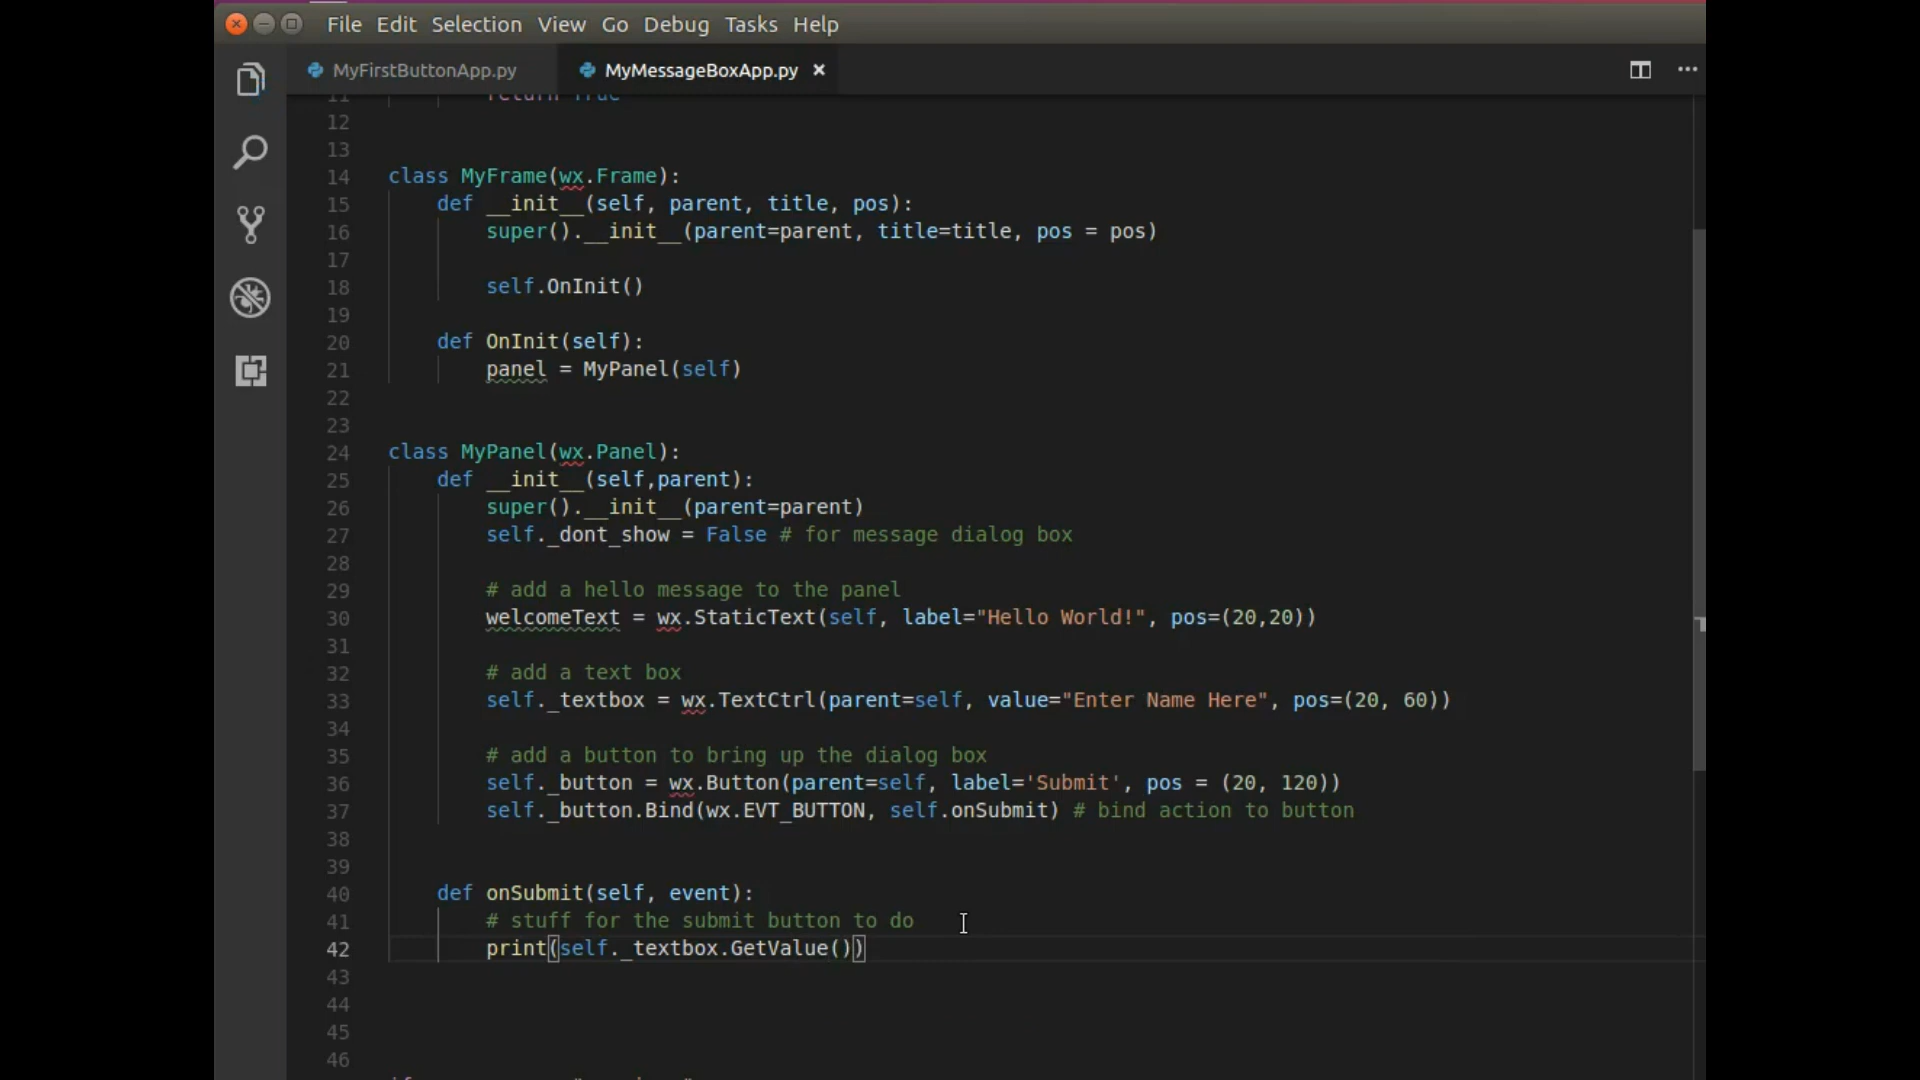 File Edit Selection View Go Debug Tasks Help
MyFirstButtonApp.py MyMessageBoxApp.py
11 return True
12
13
14 class MyFrame(wx.Frame):
15 def __init__(self, parent, title, pos):
16 super().__init__(parent=parent, title=title, pos = pos)
17
18 self.OnInit()
19
20 def OnInit(self):
21 panel = MyPanel(self)
22
23
24 class MyPanel(wx.Panel):
25 def __init__(self,parent):
26 super().__init__(parent=parent)
27 self._dont_show = False # for message dialog box
28
29 # add a hello message to the panel
30 welcomeText = wx.StaticText(self, label="Hello World!", pos=(20,20))
31
32 # add a text box
33 self._textbox = wx.TextCtrl(parent=self, value="Enter Name Here", pos=(20, 60))
34
35 # add a button to bring up the dialog box
36 self._button = wx.Button(parent=self, label='Submit', pos = (20, 120))
37 self._button.Bind(wx.EVT_BUTTON, self.onSubmit) # bind action to button
38
39
40 def onSubmit(self, event):
41 # stuff for the submit button to do
42 print(self._textbox.GetValue())
43
44
45
46